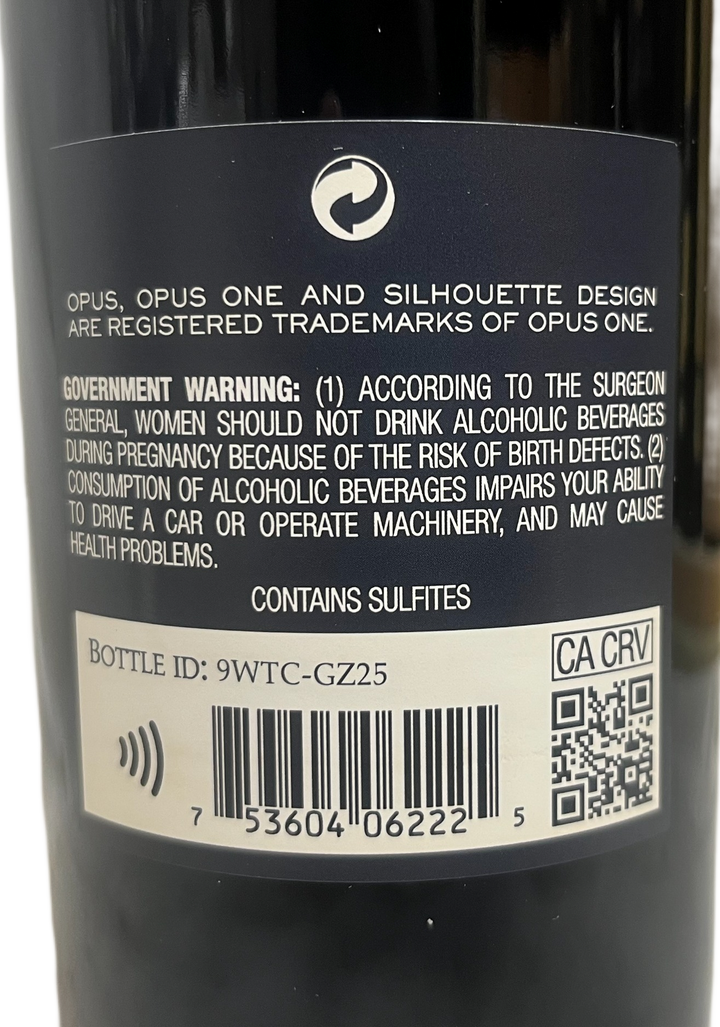 OPUS, OPUS ONE AND SILHOUETTE DESIGN
ARE REGISTERED TRADEMARKS OF OPUS ONE.
GOVERNMENT WARNING: (1) ACCORDING TO THE SURGEON
GENERAL, WOMEN SHOULD NOT DRINK ALCOHOLIC BEVERAGES
DURING PREGNANCY BECAUSE OF THE RISK OF BIRTH DEFECTS. (2)
CONSUMPTION OF ALCOHOLIC BEVERAGES IMPAIRS YOUR ABILITY
TO DRIVE A CAR OR OPERATE MACHINERY, AND MAY CAUSE
HEALTH PROBLEMS.
CONTAINS SULFITES
BOTTLE ID: 9WTC-GZ25
CA CRV
7 53604 06222 5